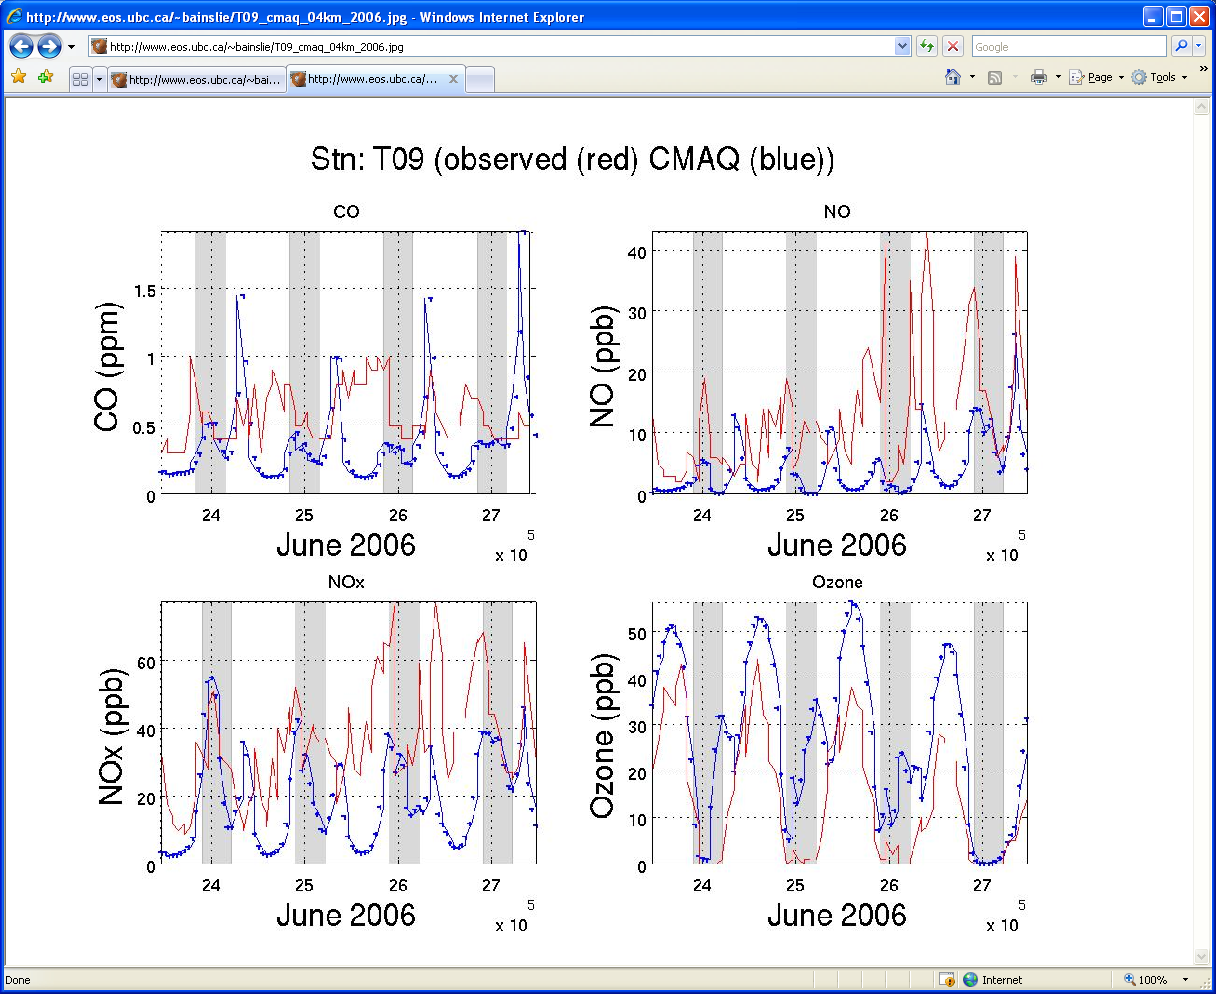 http://www.eos.ubc.ca/~bainslie/T09_cmaq_04km_2006.jpg - Windows Internet Explorer
http://www.eos.ubc.ca/~bainslie/T09_cmaq_04km_2006.jpg
Google
http://www.eos.ubc.ca/~bai...
http://www.eos.ubc.ca/...
Page
Tools
»
Stn: T09 (observed (red) CMAQ (blue))
CO
CO (ppm)
1.5
1
0.5
0
24 25 26 27
June 2006
x 10 5
NO
NO (ppb)
40
30
20
10
0
24 25 26 27
June 2006
x 10 5
NOx
NOx (ppb)
60
40
20
0
24 25 26 27
June 2006
x 10 5
Ozone
Ozone (ppb)
50
40
30
20
10
0
24 25 26 27
June 2006
x 10 5
Done
Internet
100%